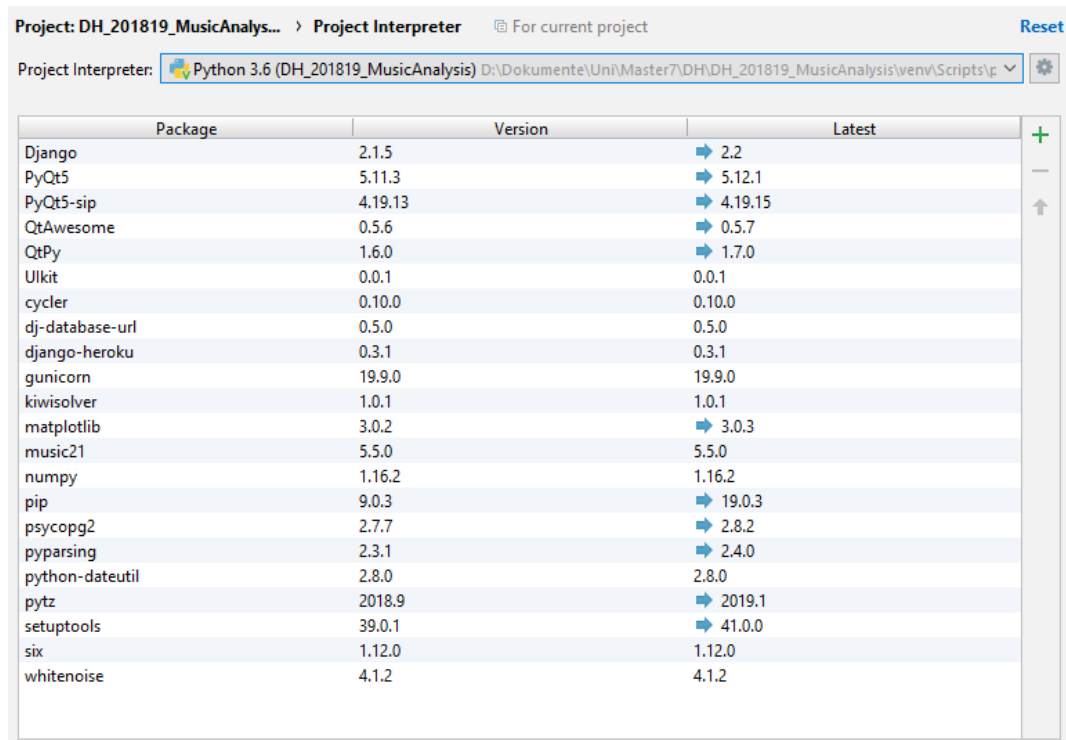 Project: DH_201819_MusicAnalys... › Project Interpreter For current project Reset
Project Interpreter: Python 3.6 (DH_201819_MusicAnalysis) D:\Dokumente\Uni\Master7\DH\DH_201819_MusicAnalysis\venv\Scripts\p
Package Version Latest
Django 2.1.5 2.2
PyQt5 5.11.3 5.12.1
PyQt5-sip 4.19.13 4.19.15
QtAwesome 0.5.6 0.5.7
QtPy 1.6.0 1.7.0
UIkit 0.0.1 0.0.1
cycler 0.10.0 0.10.0
dj-database-url 0.5.0 0.5.0
django-heroku 0.3.1 0.3.1
gunicorn 19.9.0 19.9.0
kiwisolver 1.0.1 1.0.1
matplotlib 3.0.2 3.0.3
music21 5.5.0 5.5.0
numpy 1.16.2 1.16.2
pip 9.0.3 19.0.3
psycopg2 2.7.7 2.8.2
pyparsing 2.3.1 2.4.0
python-dateutil 2.8.0 2.8.0
pytz 2018.9 2019.1
setuptools 39.0.1 41.0.0
six 1.12.0 1.12.0
whitenoise 4.1.2 4.1.2